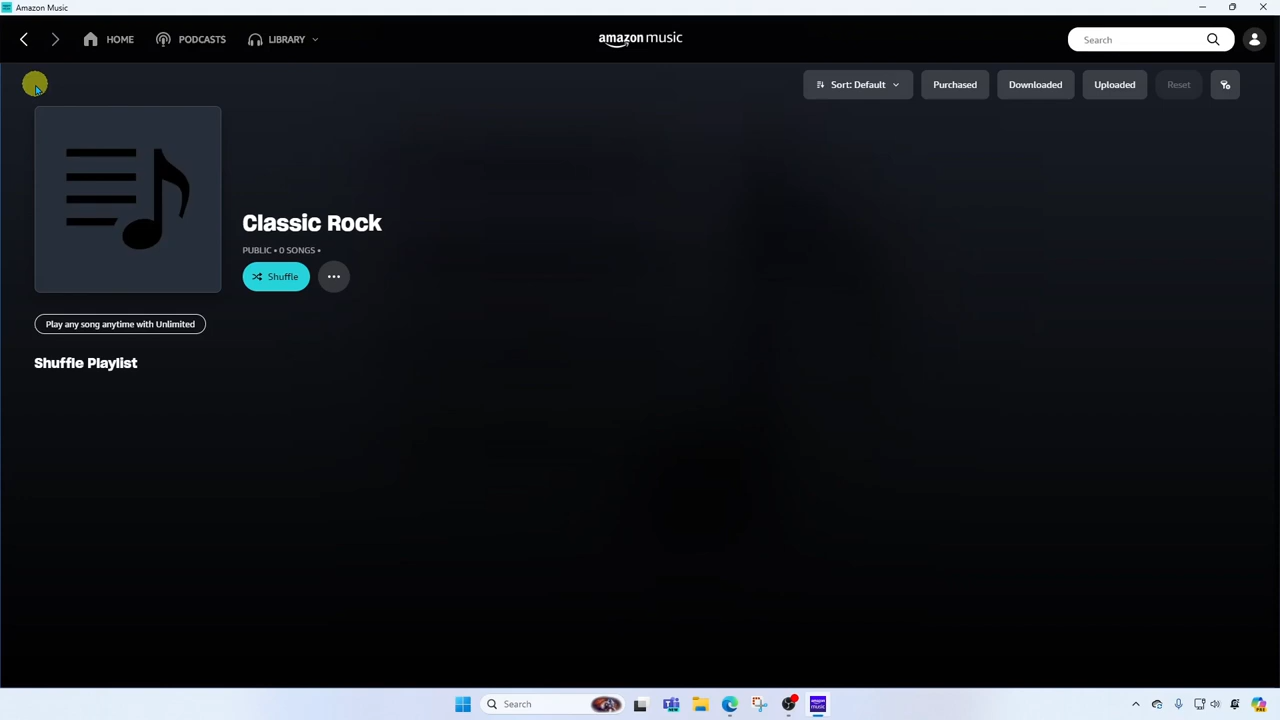 Amazon Music
HOME
PODCASTS
LIBRARY
amazon music
Search
Sort: Default
Purchased
Downloaded
Uploaded
Reset
Classic Rock
PUBLIC • 0 SONGS •
Shuffle
Play any song anytime with Unlimited
Shuffle Playlist
Search